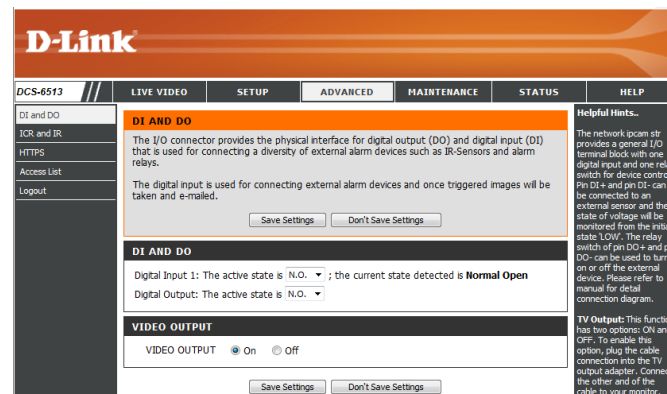 D-Link
DCS-6513
LIVE VIDEO
SETUP
ADVANCED
MAINTENANCE
STATUS
HELP
DI and DO
ICR and IR
HTTPS
Access List
Logout
DI AND DO
The I/O connector provides the physical interface for digital output (DO) and digital input (DI)
that is used for connecting a diversity of external alarm devices such as IR-Sensors and alarm
relays.
The digital input is used for connecting external alarm devices and once triggered images will be
taken and e-mailed.
Save Settings
Don't Save Settings
DI AND DO
Digital Input 1: The active state is N.O. ; the current state detected is Normal Open
Digital Output: The active state is N.O.
VIDEO OUTPUT
VIDEO OUTPUT On Off
Save Settings
Don't Save Settings
Helpful Hints..
The network ipcam str
provides a general I/O
terminal block with one
digital input and one rel
switch for device contro
Pin DI+ and pin DI- can
be connected to an
external sensor and the
state of voltage will be
monitored from the initia
state 'LOW'. The relay
switch of pin DO+ and p
DO- can be used to turn
on or off the external
device. Please refer to
manual for detail
connection diagram.
TV Output: This functio
has two options: ON an
OFF. To enable this
option, plug the cable
connection into the TV
output adapter. Connec
the other and of the
cable to your monitor.